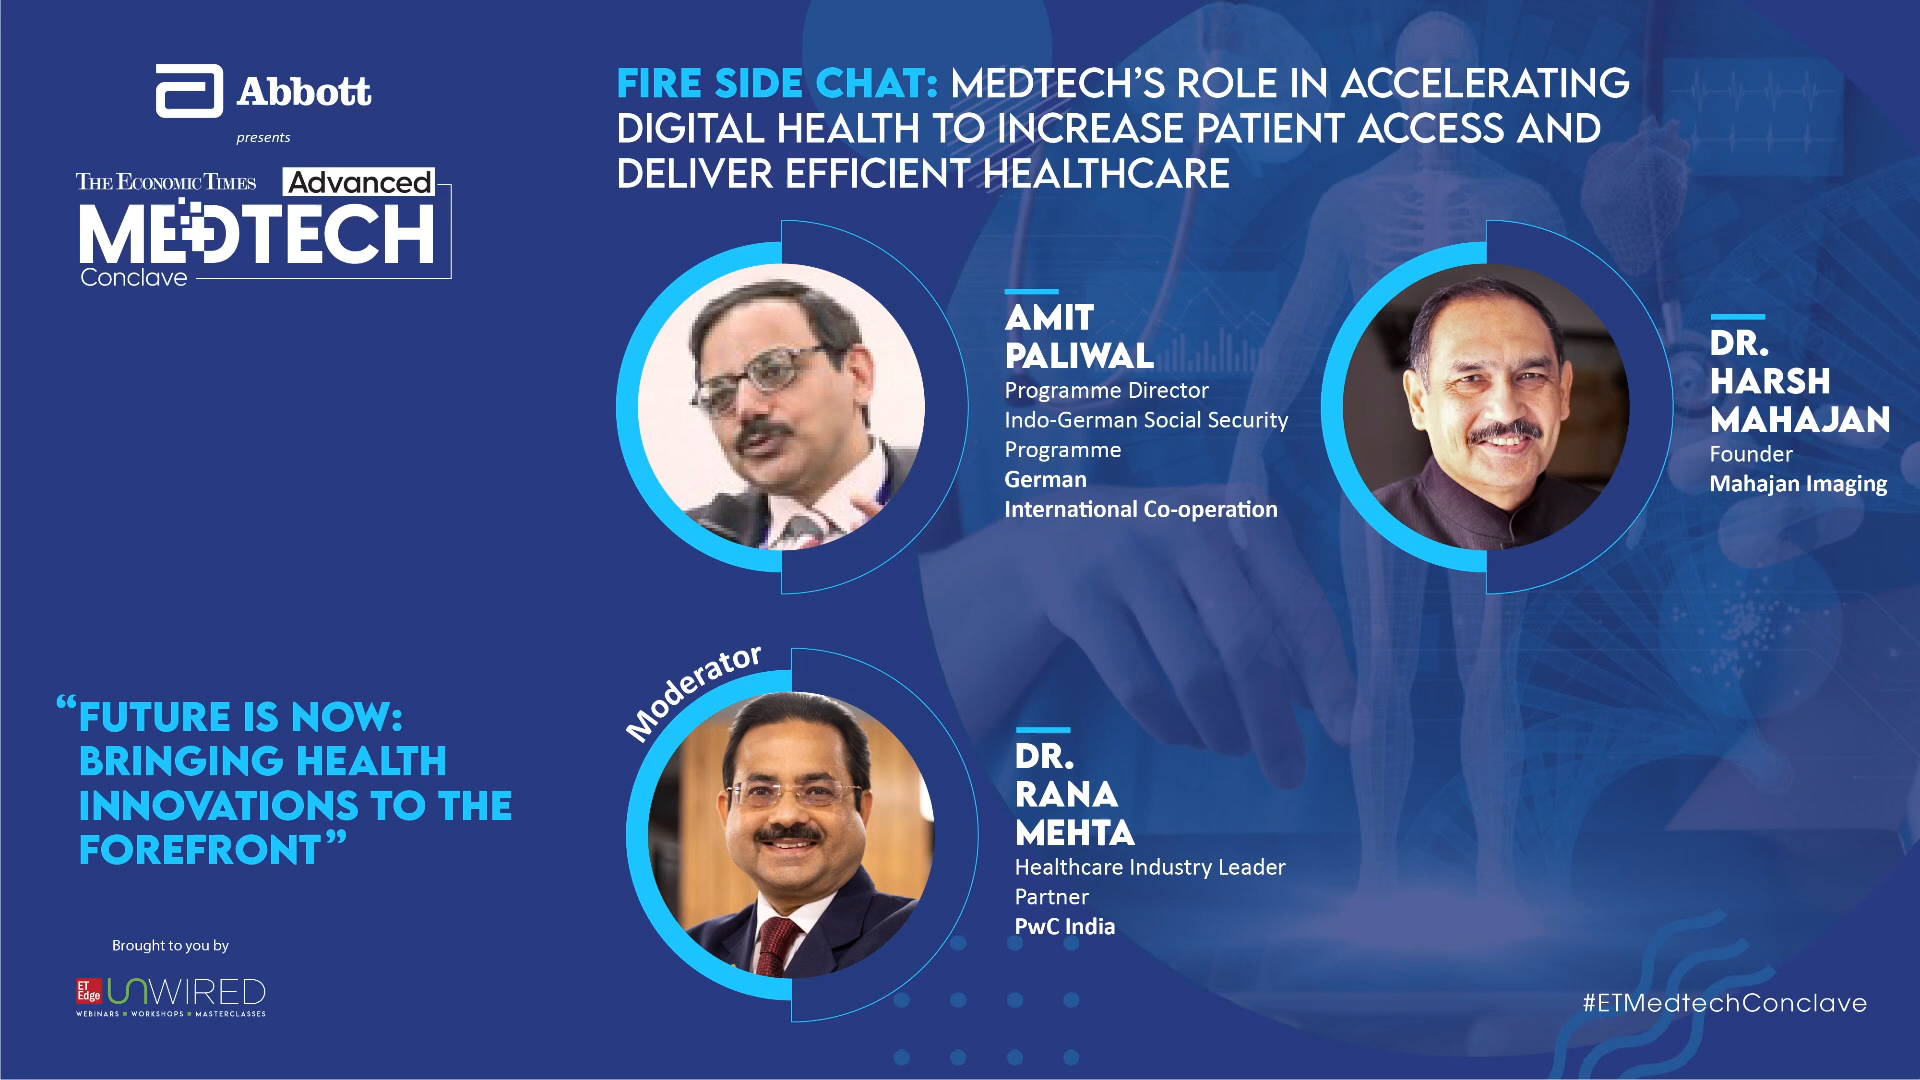 Abbott
presents
THE ECONOMIC TIMES Advanced
MEDTECH
Conclave
FIRE SIDE CHAT: MEDTECH'S ROLE IN ACCELERATING
DIGITAL HEALTH TO INCREASE PATIENT ACCESS AND
DELIVER EFFICIENT HEALTHCARE
AMIT
PALIWAL
Programme Director
Indo-German Social Security
Programme
German
International Co-operation
DR.
HARSH
MAHAJAN
Founder
Mahajan Imaging
Moderator
DR.
RANA
MEHTA
Healthcare Industry Leader
Partner
PwC India
“FUTURE IS NOW:
BRINGING HEALTH
INNOVATIONS TO THE
FOREFRONT”
Brought to you by
ET
Edge
UNWIRED
WEBINARS ▪ WORKSHOPS ▪ MASTERCLASSES
#ETMedtechConclave